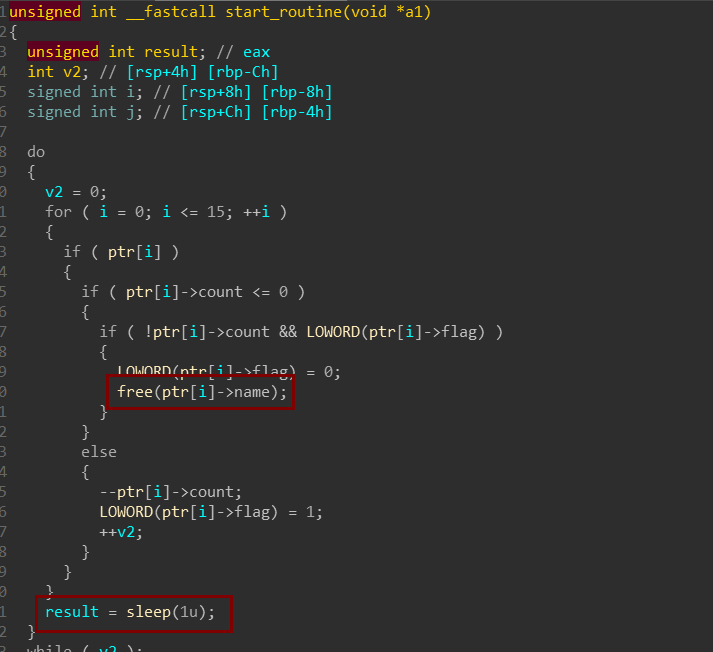 1unsigned int __fastcall start_routine(void *a1)
2{
3  unsigned int result; // eax
4  int v2; // [rsp+4h] [rbp-Ch]
5  signed int i; // [rsp+8h] [rbp-8h]
6  signed int j; // [rsp+Ch] [rbp-4h]
7
8  do
9  {
0    v2 = 0;
1    for ( i = 0; i <= 15; ++i )
2    {
3      if ( ptr[i] )
4      {
5        if ( ptr[i]->count <= 0 )
6        {
7          if ( !ptr[i]->count && LOWORD(ptr[i]->flag) )
8          {
9            LOWORD(ptr[i]->flag) = 0;
0            free(ptr[i]->name);
1          }
2        }
3        else
4        {
5          --ptr[i]->count;
6          LOWORD(ptr[i]->flag) = 1;
7          ++v2;
8        }
9      }
0    }
1    result = sleep(1u);
2  }
3  while ( v2 );